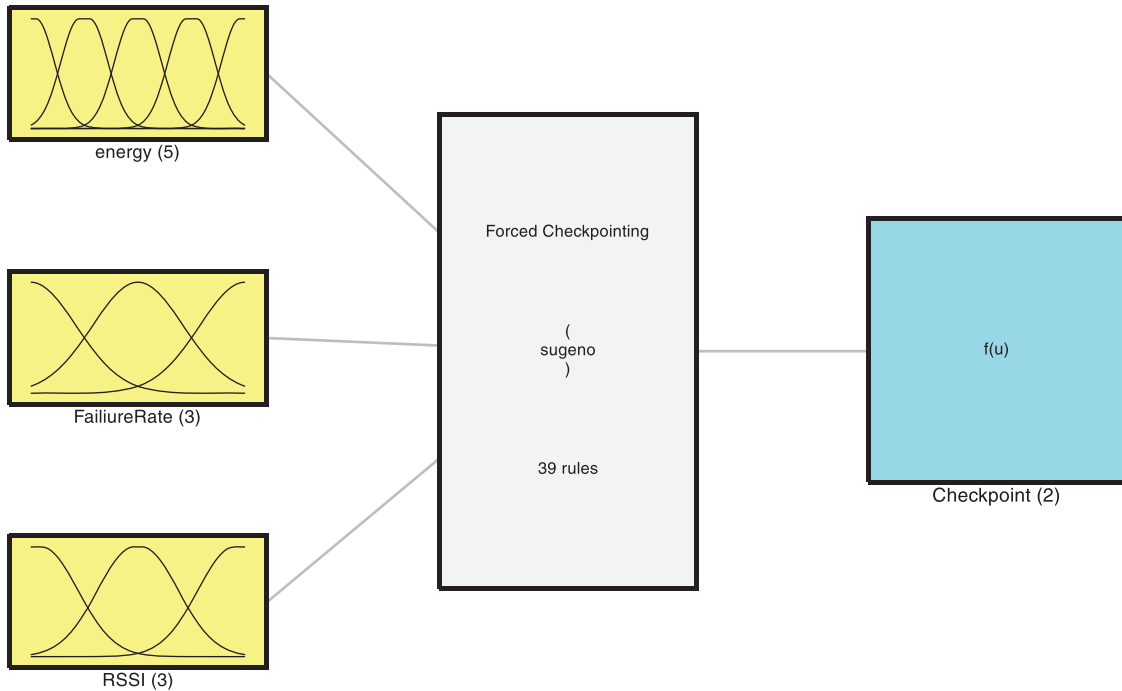 energy (5)
FailiureRate (3)
RSSI (3)
Forced Checkpointing
(
sugeno
)
39 rules
f(u)
Checkpoint (2)